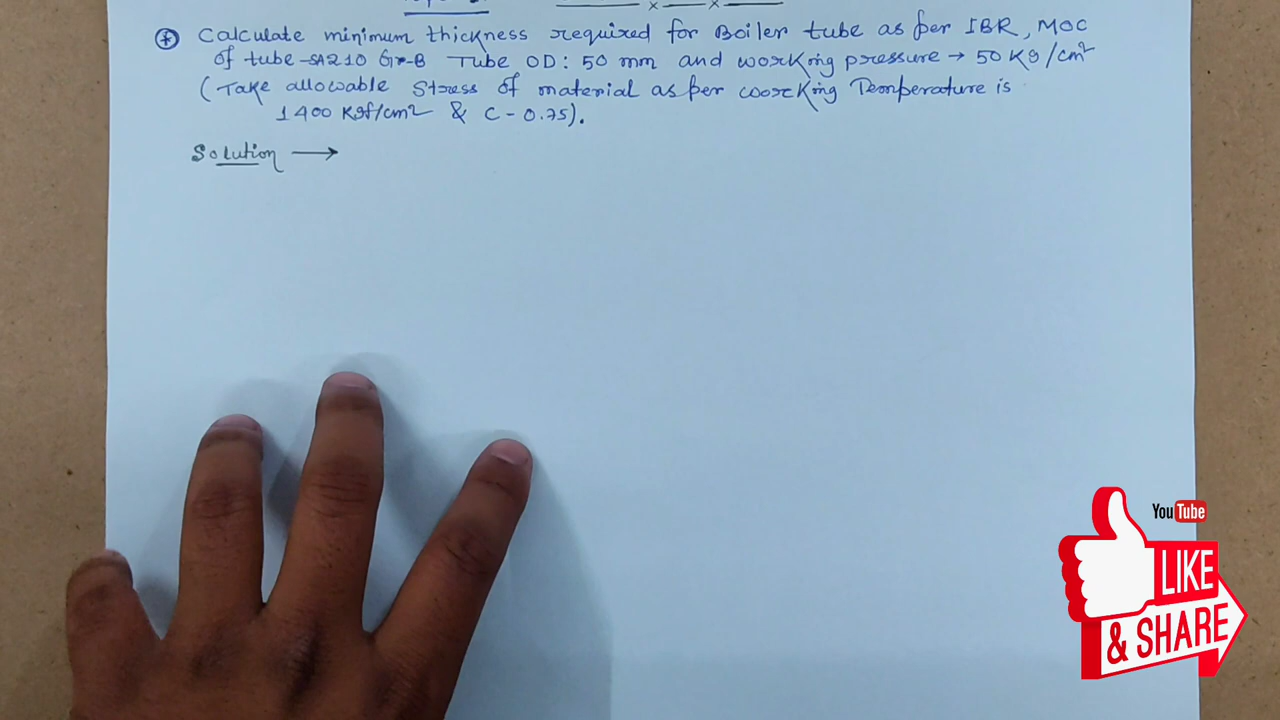 Calculate minimum thickness required for Boiler tube as per IBR, MOC
of tube-SA210 Gr-B Tube OD: 50 mm and working pressure → 50 Kg/cm²
(Take allowable Stress of material as per working Temperature is
1400 Kgf/cm² & C-0.75).
Solution →
YouTube
LIKE
& SHARE